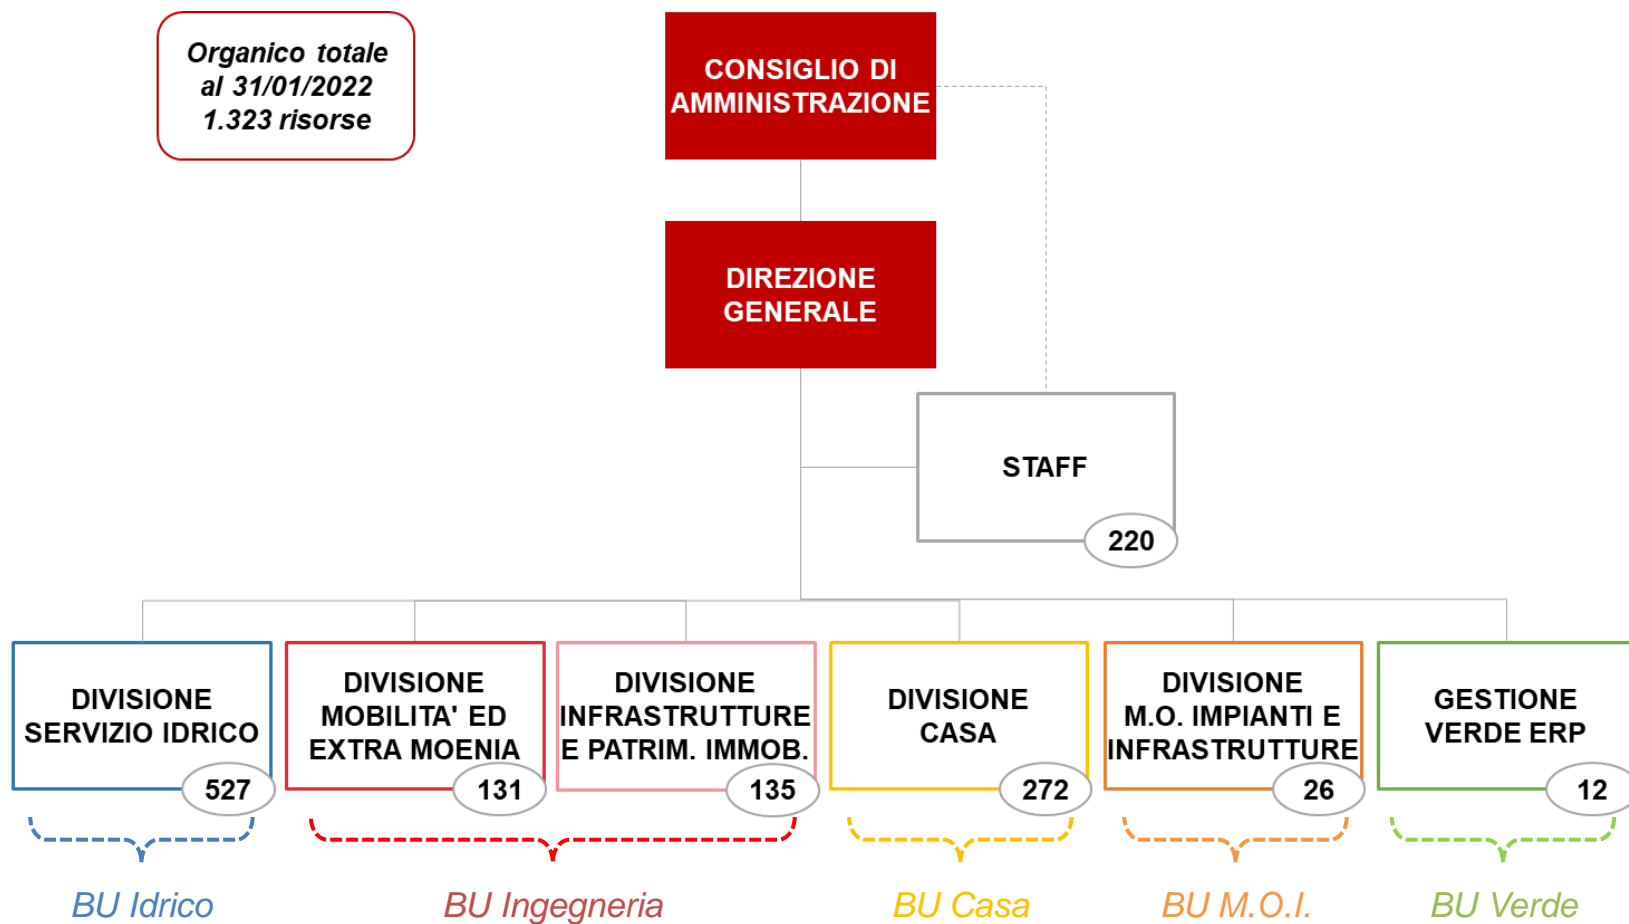 Organico totale
al 31/01/2022
1.323 risorse
CONSIGLIO DI
AMMINISTRAZIONE
DIREZIONE
GENERALE
STAFF
220
DIVISIONE
SERVIZIO IDRICO
527
DIVISIONE
MOBILITA' ED
EXTRA MOENIA
131
DIVISIONE
INFRASTRUTTURE
E PATRIM. IMMOB.
135
DIVISIONE
CASA
272
DIVISIONE
M.O. IMPIANTI E
INFRASTRUTTURE
26
GESTIONE
VERDE ERP
12
BU Idrico
BU Ingegneria
BU Casa
BU M.O.I.
BU Verde